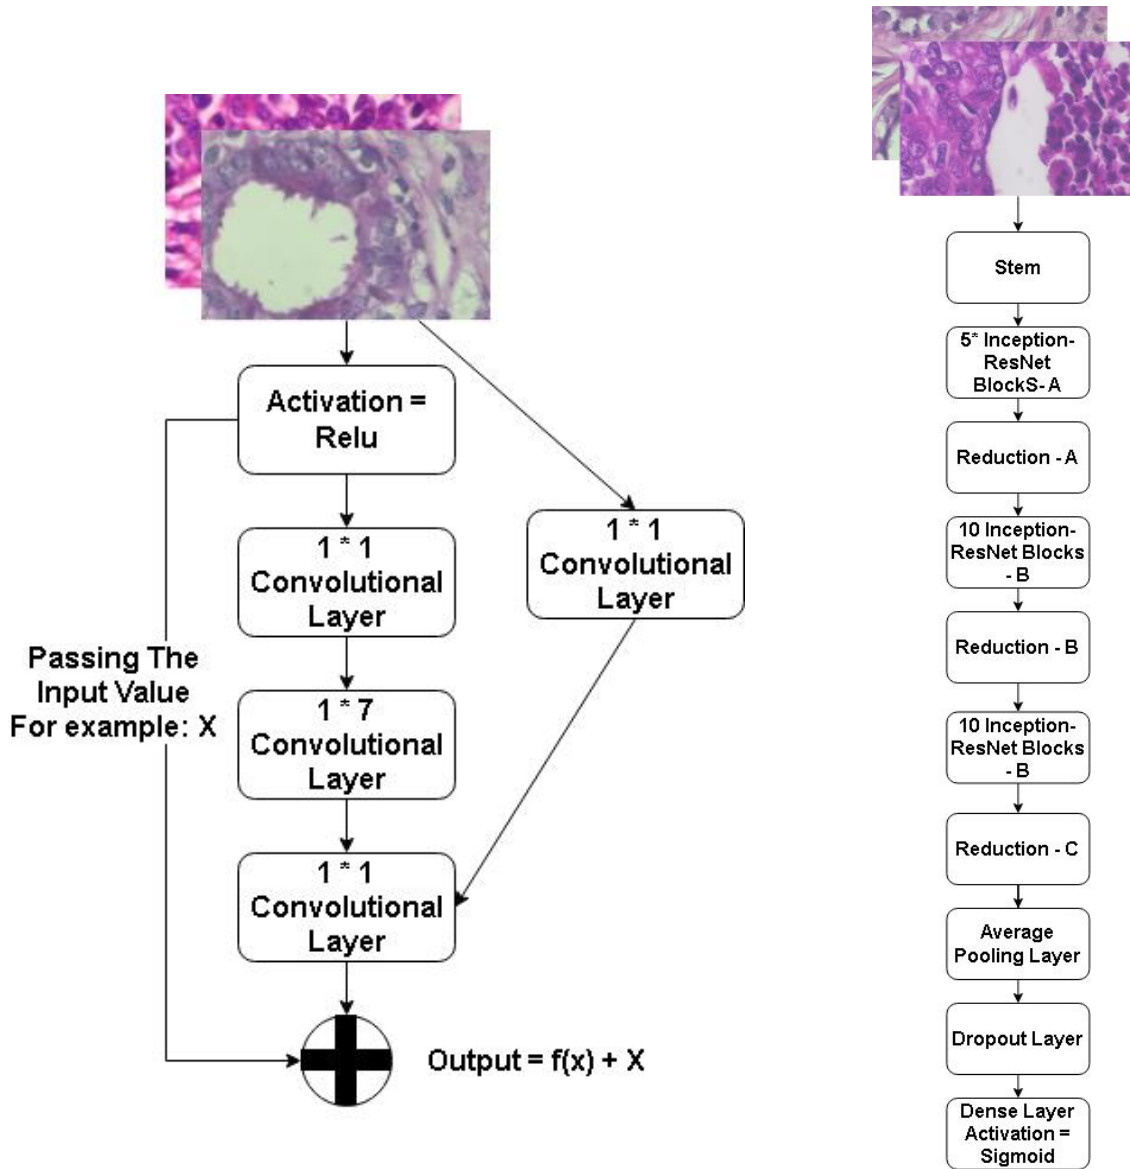 Activation =
Relu
1 * 1
Convolutional
Layer
1 * 1
Convolutional
Layer
Passing The
Input Value
For example: X
1 * 7
Convolutional
Layer
1 * 1
Convolutional
Layer
Output = f(x) + X
Stem
5* Inception-
ResNet
BlockS- A
Reduction - A
10 Inception-
ResNet Blocks
- B
Reduction - B
10 Inception-
ResNet Blocks
- B
Reduction - C
Average
Pooling Layer
Dropout Layer
Dense Layer
Activation =
Sigmoid